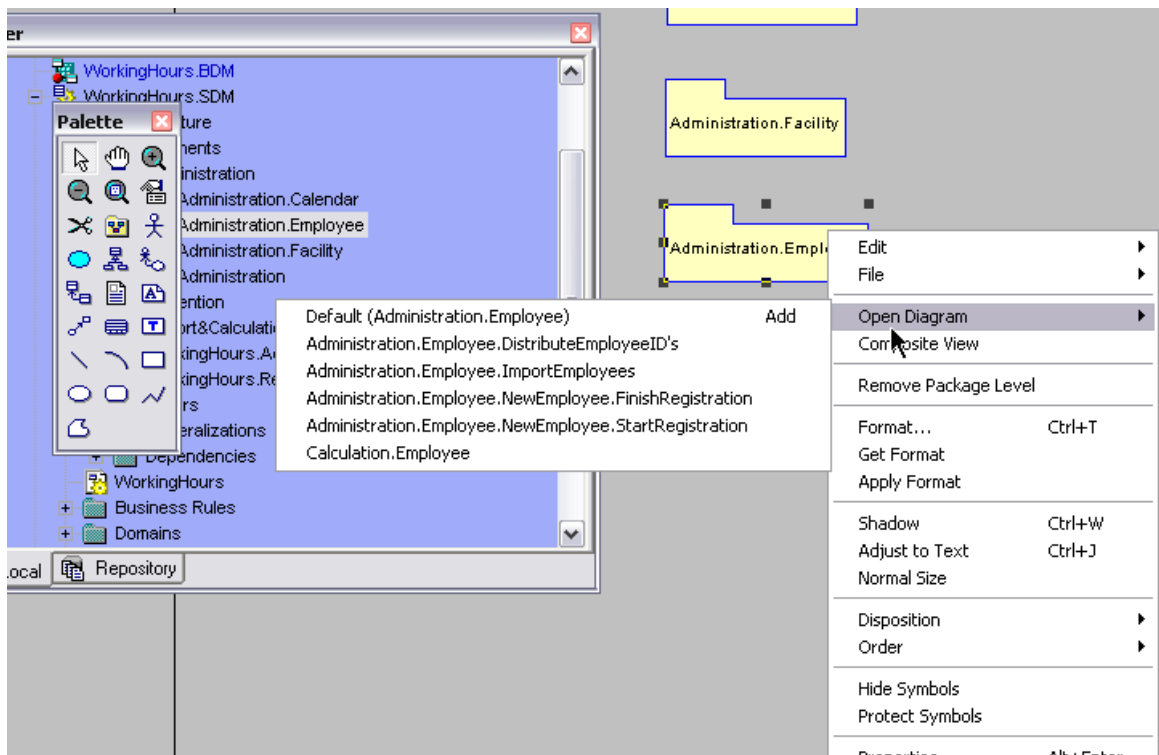 er
WorkingHours.BDM
WorkingHours.SDM
Palette
ture
nents
inistration
Administration.Calendar
Administration.Employee
Administration.Facility
Administration
ention
ort&Calculati
kingHours.A
kingHours.Re
rs
eralizations
Dependencies
WorkingHours
Business Rules
Domains
ocal
Repository
Administration.Facility
Administration.Empl
Default (Administration.Employee) Add
Administration.Employee.DistributeEmployeeID's
Administration.Employee.ImportEmployees
Administration.Employee.NewEmployee.FinishRegistration
Administration.Employee.NewEmployee.StartRegistration
Calculation.Employee
Edit
File
Open Diagram
Composite View
Remove Package Level
Format... Ctrl+T
Get Format
Apply Format
Shadow Ctrl+W
Adjust to Text Ctrl+J
Normal Size
Disposition
Order
Hide Symbols
Protect Symbols
Properties Alt+Enter